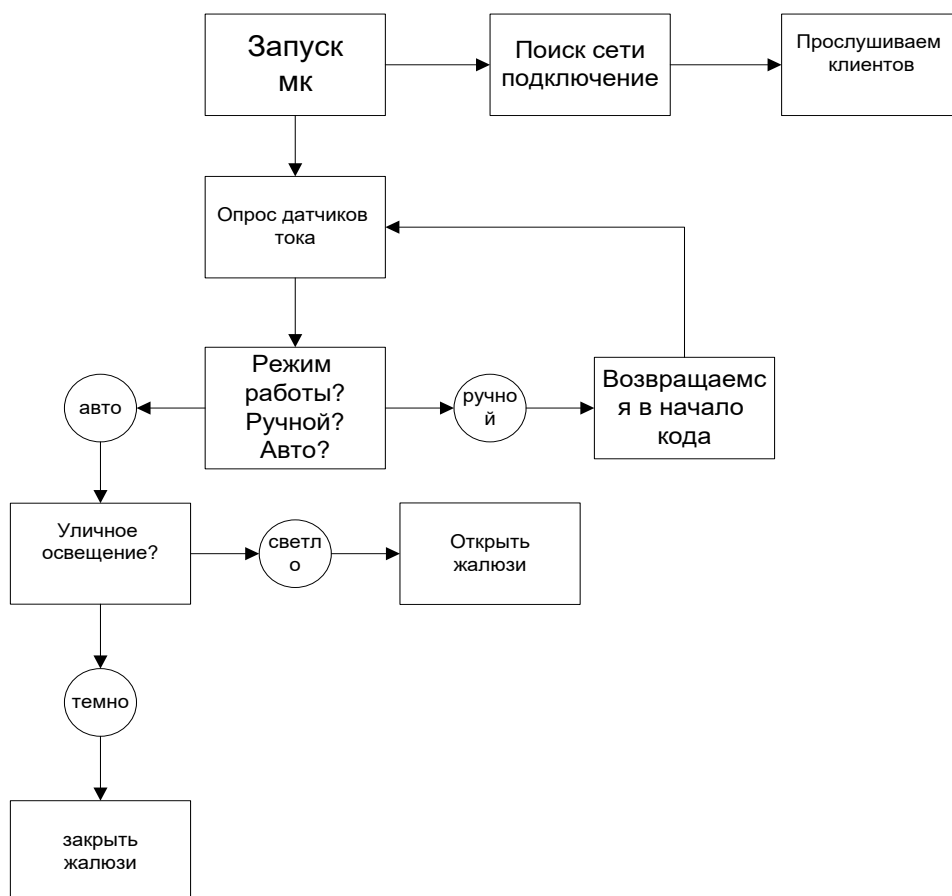 Запуск
мк
Поиск сети
подключение
Прослушиваем
клиентов
Опрос датчиков
тока
Режим
работы?
Ручной?
Авто?
авто
ручно
й
Возвращаемс
я в начало
кода
Уличное
освещение?
светл
о
Открыть
жалюзи
темно
закрыть
жалюзи